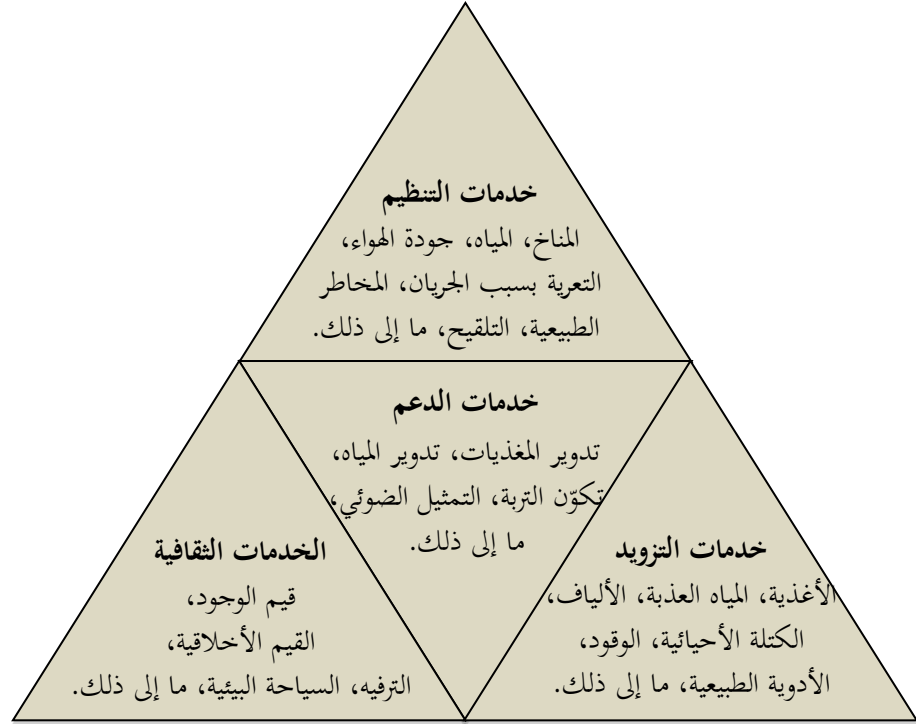 خدمات التنظيم
المناخ، المياه، جودة الهواء،
التعرية بسبب الجريان، المخاطر
الطبيعية، التلقيح، ما إلى ذلك.
خدمات الدعم
تدوير المغذيات، تدوير المياه،
تكوّن التربة، التمثيل الضوئي،
ما إلى ذلك.
خدمات التزويد
الأغذية، المياه العذبة، الألياف،
الكتلة الأحيائية، الوقود،
الأدوية الطبيعية، ما إلى ذلك.
الخدمات الثقافية
قيم الوجود،
القيم الأخلاقية،
الترفيه، السياحة البيئية، ما إلى ذلك.